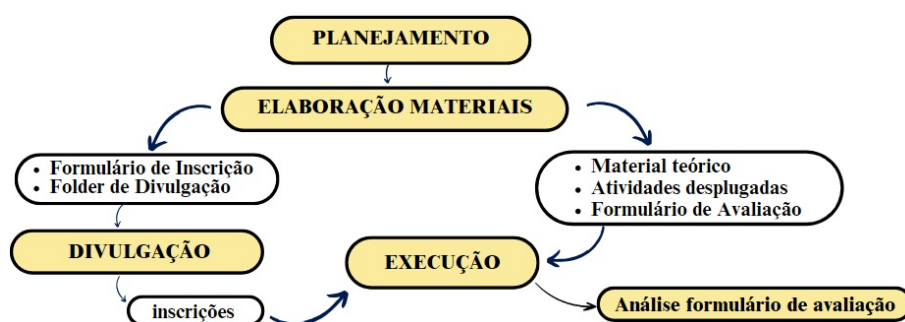 PLANEJAMENTO
ELABORAÇÃO MATERIAIS
• Formulário de Inscrição
• Folder de Divulgação
• Material teórico
• Atividades desplugadas
• Formulário de Avaliação
DIVULGAÇÃO
EXECUÇÃO
inscrições
Análise formulário de avaliação